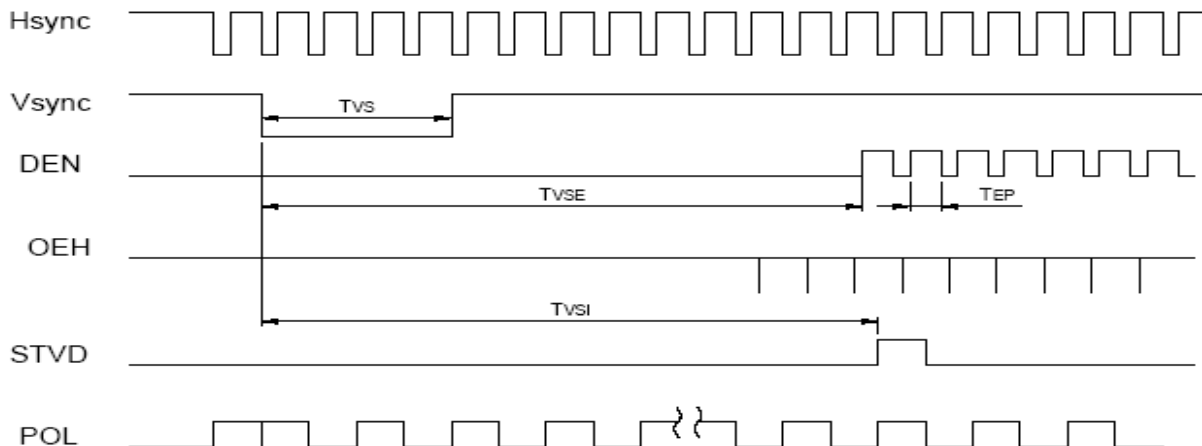 Hsync
Vsync
TVS
DEN
TVSE
TEP
OEH
TVSI
STVD
POL